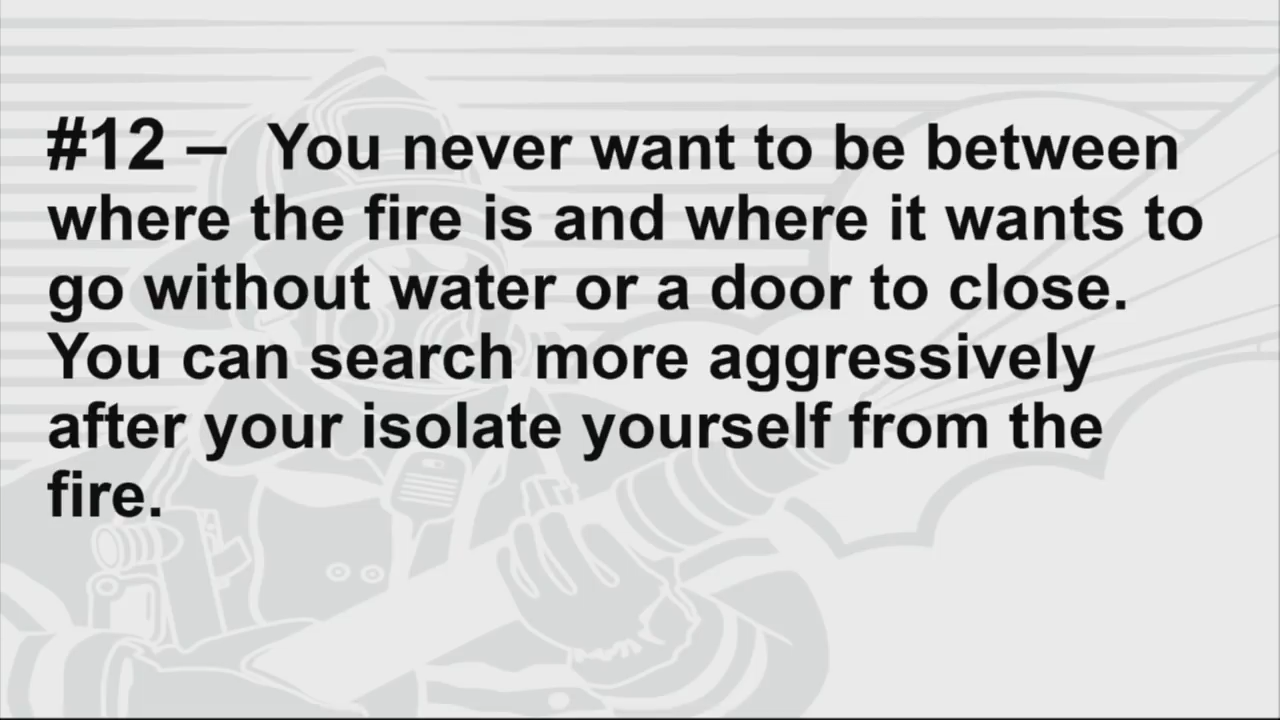 #12 – You never want to be between
where the fire is and where it wants to
go without water or a door to close.
You can search more aggressively
after your isolate yourself from the
fire.